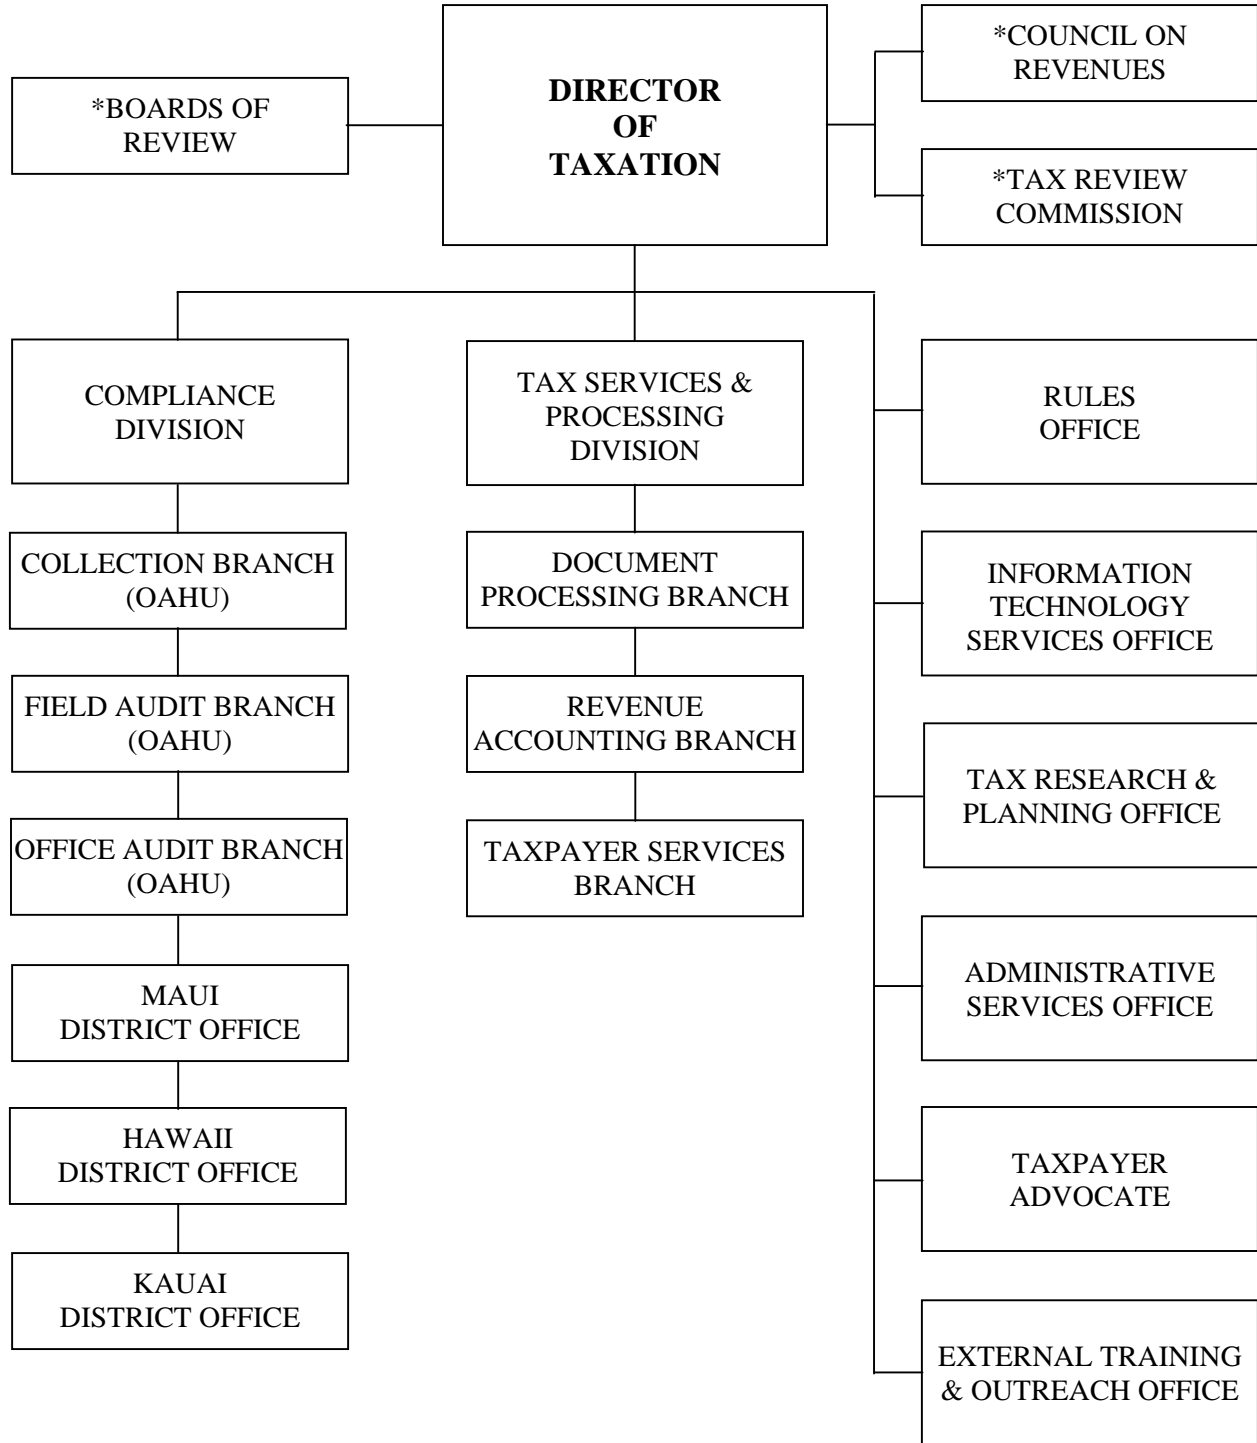 *BOARDS OF
REVIEW
DIRECTOR
OF
TAXATION
*COUNCIL ON
REVENUES
*TAX REVIEW
COMMISSION
COMPLIANCE
DIVISION
COLLECTION BRANCH
(OAHU)
FIELD AUDIT BRANCH
(OAHU)
OFFICE AUDIT BRANCH
(OAHU)
MAUI
DISTRICT OFFICE
HAWAII
DISTRICT OFFICE
KAUAI
DISTRICT OFFICE
TAX SERVICES &
PROCESSING
DIVISION
DOCUMENT
PROCESSING BRANCH
REVENUE
ACCOUNTING BRANCH
TAXPAYER SERVICES
BRANCH
RULES
OFFICE
INFORMATION
TECHNOLOGY
SERVICES OFFICE
TAX RESEARCH &
PLANNING OFFICE
ADMINISTRATIVE
SERVICES OFFICE
TAXPAYER
ADVOCATE
EXTERNAL TRAINING
& OUTREACH OFFICE